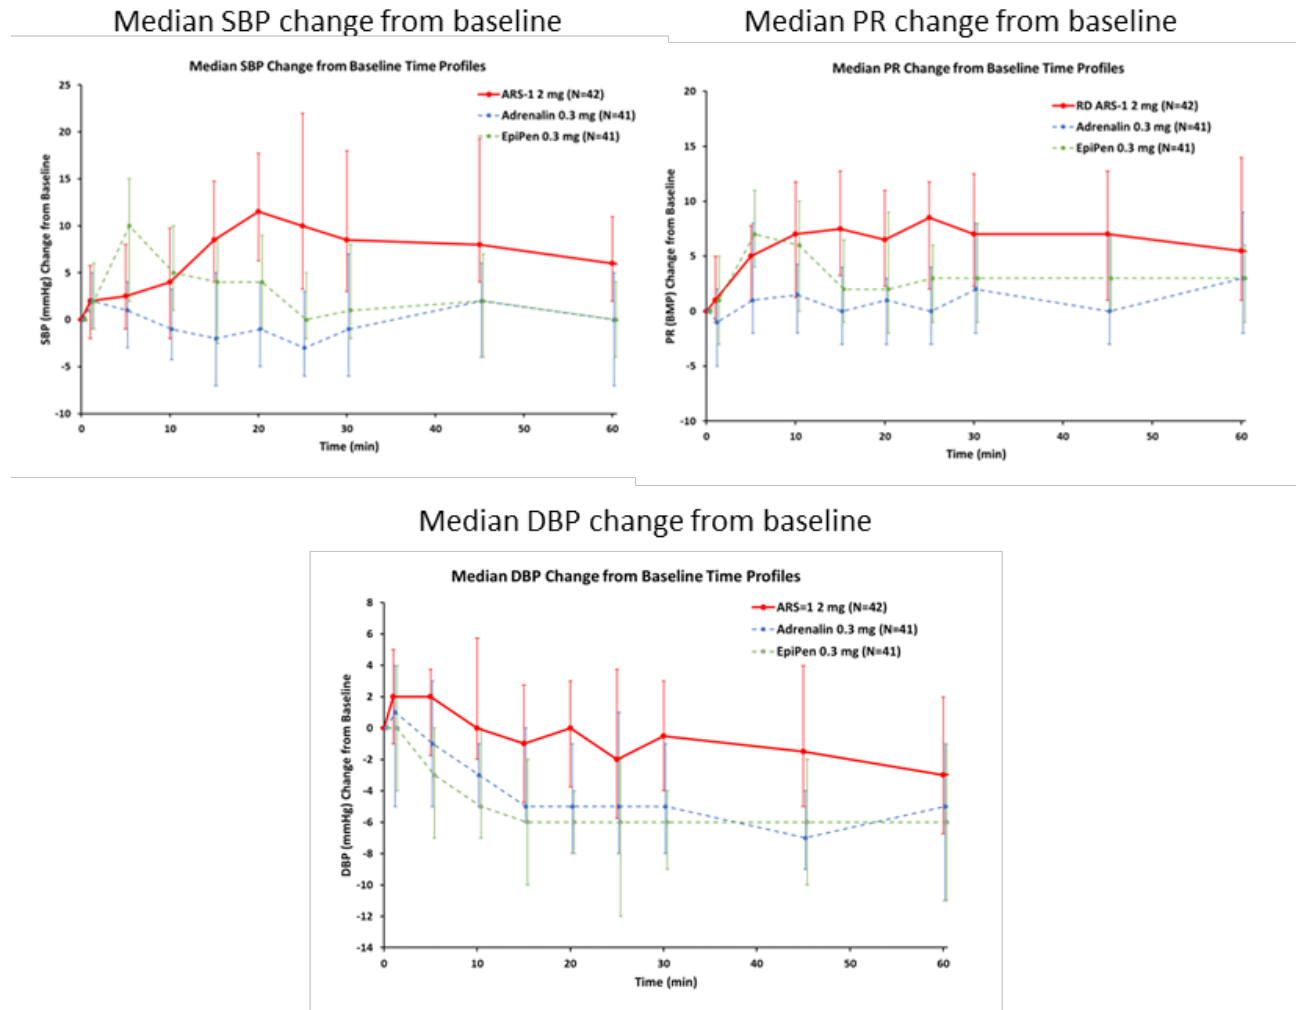 Median SBP change from baseline
Median SBP Change from Baseline Time Profiles
ARS-1 2 mg (N=42)
Adrenalin 0.3 mg (N=41)
EpiPen 0.3 mg (N=41)
SBP (mmHg) Change from Baseline
25
20
15
10
5
0
-5
-10
0 10 20 30 40 50 60
Time (min)
Median PR change from baseline
Median PR Change from Baseline Time Profiles
RD ARS-1 2 mg (N=42)
Adrenalin 0.3 mg (N=41)
EpiPen 0.3 mg (N=41)
PR (BMP) Change from Baseline
20
15
10
5
0
-5
-10
0 10 20 30 40 50 60
Time (min)
Median DBP change from baseline
Median DBP Change from Baseline Time Profiles
ARS=1 2 mg (N=42)
Adrenalin 0.3 mg (N=41)
EpiPen 0.3 mg (N=41)
DBP (mmHg) Change from Baseline
8
6
4
2
0
-2
-4
-6
-8
-10
-12
-14
0 10 20 30 40 50 60
Time (min)